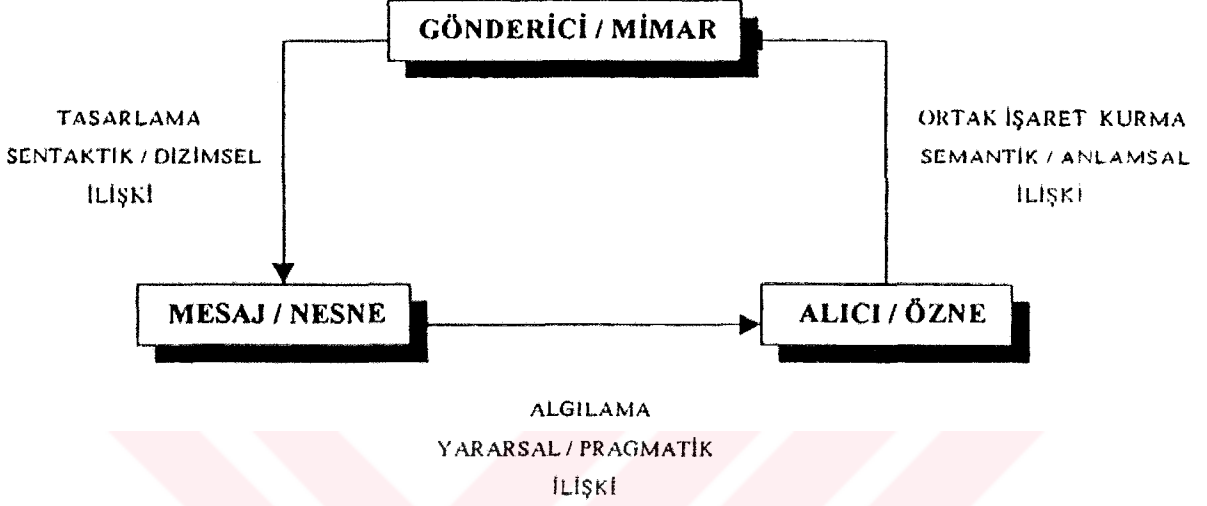 GÖNDERİCİ / MİMAR
TASARLAMA
SENTAKTİK / DİZİMSEL
İLİŞKİ
ORTAK İŞARET KURMA
SEMANTİK / ANLAMSAL
İLİŞKİ
MESAJ / NESNE
ALICI / ÖZNE
ALGILAMA
YARARSAL / PRAGMATİK
İLİŞKİ